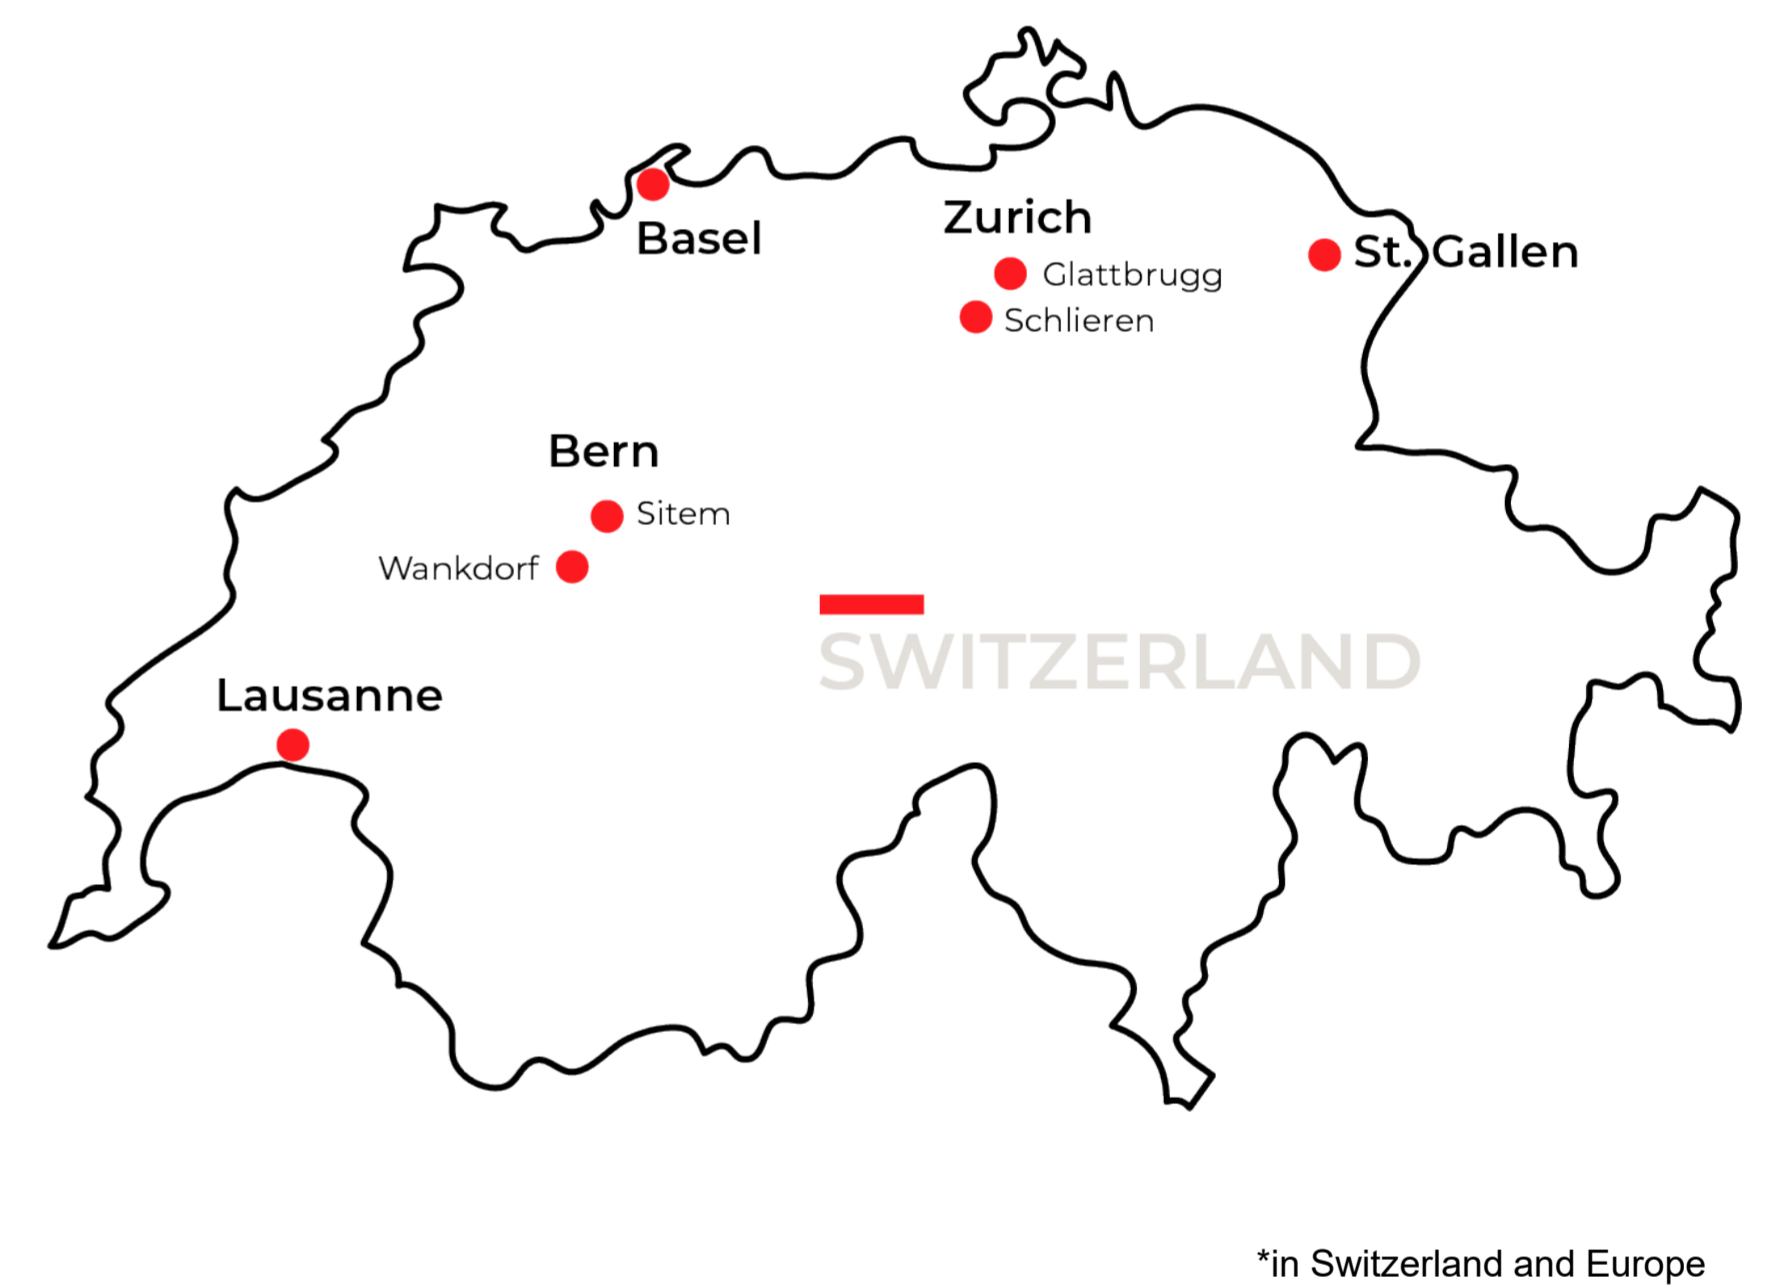 Zurich
Basel
St. Gallen
Glattbrugg
Schlieren
Bern
Sitem
Wankdorf
SWITZERLAND
Lausanne
*in Switzerland and Europe